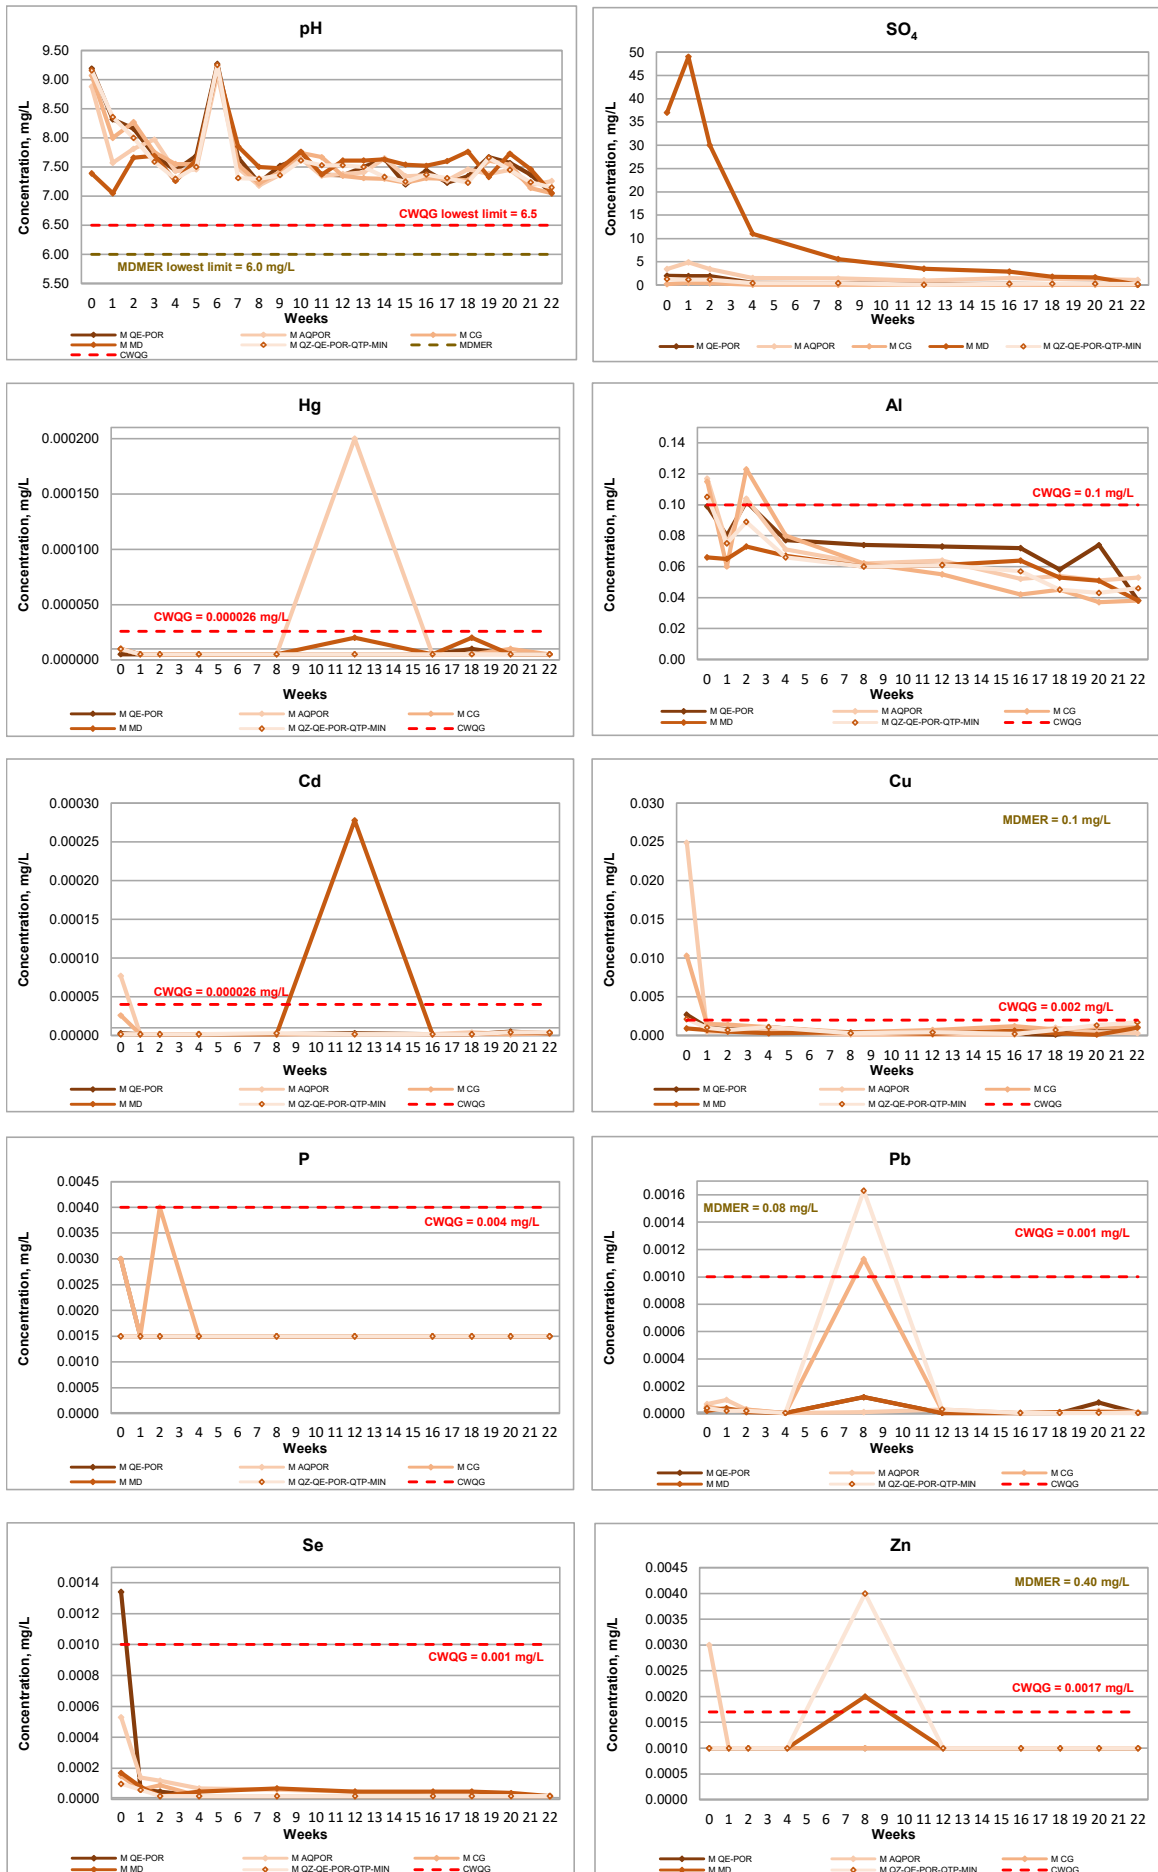 pH
Concentration, mg/L
9.50
9.00
8.50
8.00
7.50
7.00
6.50
6.00
5.50
CWQG lowest limit = 6.5
MDMER lowest limit = 6.0 mg/L
0 1 2 3 4 5 6 7 8 9 10 11 12 13 14 15 16 17 18 19 20 21 22
Weeks
M QE-POR M AQPOR M CG
M MD M QZ-QE-POR-QTP-MIN MDMER
CWQG
SO4
Concentration, mg/L
50
45
40
35
30
25
20
15
10
5
0
0 1 2 3 4 5 6 7 8 9 10 11 12 13 14 15 16 17 18 19 20 21 22
Weeks
M QE-POR M AQPOR M CG M MD M QZ-QE-POR-QTP-MIN
Hg
Concentration, mg/L
0.000200
0.000150
0.000100
0.000050
0.000000
CWQG = 0.000026 mg/L
0 1 2 3 4 5 6 7 8 9 10 11 12 13 14 15 16 17 18 19 20 21 22
Weeks
M QE-POR M AQPOR M CG
M MD M QZ-QE-POR-QTP-MIN CWQG
Al
Concentration, mg/L
0.14
0.12
0.10
0.08
0.06
0.04
0.02
0.00
CWQG = 0.1 mg/L
0 1 2 3 4 5 6 7 8 9 10 11 12 13 14 15 16 17 18 19 20 21 22
Weeks
M QE-POR M AQPOR M CG
M MD M QZ-QE-POR-QTP-MIN CWQG
Cd
Concentration, mg/L
0.00030
0.00025
0.00020
0.00015
0.00010
0.00005
0.00000
CWQG = 0.000026 mg/L
0 1 2 3 4 5 6 7 8 9 10 11 12 13 14 15 16 17 18 19 20 21 22
Weeks
M QE-POR M AQPOR M CG
M MD M QZ-QE-POR-QTP-MIN CWQG
Cu
Concentration, mg/L
0.030
0.025
0.020
0.015
0.010
0.005
0.000
MDMER = 0.1 mg/L
CWQG = 0.002 mg/L
0 1 2 3 4 5 6 7 8 9 10 11 12 13 14 15 16 17 18 19 20 21 22
Weeks
M QE-POR M AQPOR M CG
M MD M QZ-QE-POR-QTP-MIN CWQG
P
Concentration, mg/L
0.0045
0.0040
0.0035
0.0030
0.0025
0.0020
0.0015
0.0010
0.0005
0.0000
CWQG = 0.004 mg/L
0 1 2 3 4 5 6 7 8 9 10 11 12 13 14 15 16 17 18 19 20 21 22
Weeks
M QE-POR M AQPOR M CG
M MD M QZ-QE-POR-QTP-MIN CWQG
Pb
Concentration, mg/L
0.0016
0.0014
0.0012
0.0010
0.0008
0.0006
0.0004
0.0002
0.0000
MDMER = 0.08 mg/L
CWQG = 0.001 mg/L
0 1 2 3 4 5 6 7 8 9 10 11 12 13 14 15 16 17 18 19 20 21 22
Weeks
M QE-POR M AQPOR M CG
M MD M QZ-QE-POR-QTP-MIN CWQG
Se
Concentration, mg/L
0.0014
0.0012
0.0010
0.0008
0.0006
0.0004
0.0002
0.0000
CWQG = 0.001 mg/L
0 1 2 3 4 5 6 7 8 9 10 11 12 13 14 15 16 17 18 19 20 21 22
Weeks
M QE-POR M AQPOR M CG
M MD M QZ-QE-POR-QTP-MIN CWQG
Zn
Concentration, mg/L
0.0045
0.0040
0.0035
0.0030
0.0025
0.0020
0.0015
0.0010
0.0005
0.0000
MDMER = 0.40 mg/L
CWQG = 0.0017 mg/L
0 1 2 3 4 5 6 7 8 9 10 11 12 13 14 15 16 17 18 19 20 21 22
Weeks
M QE-POR M AQPOR M CG
M MD M QZ-QE-POR-QTP-MIN CWQG